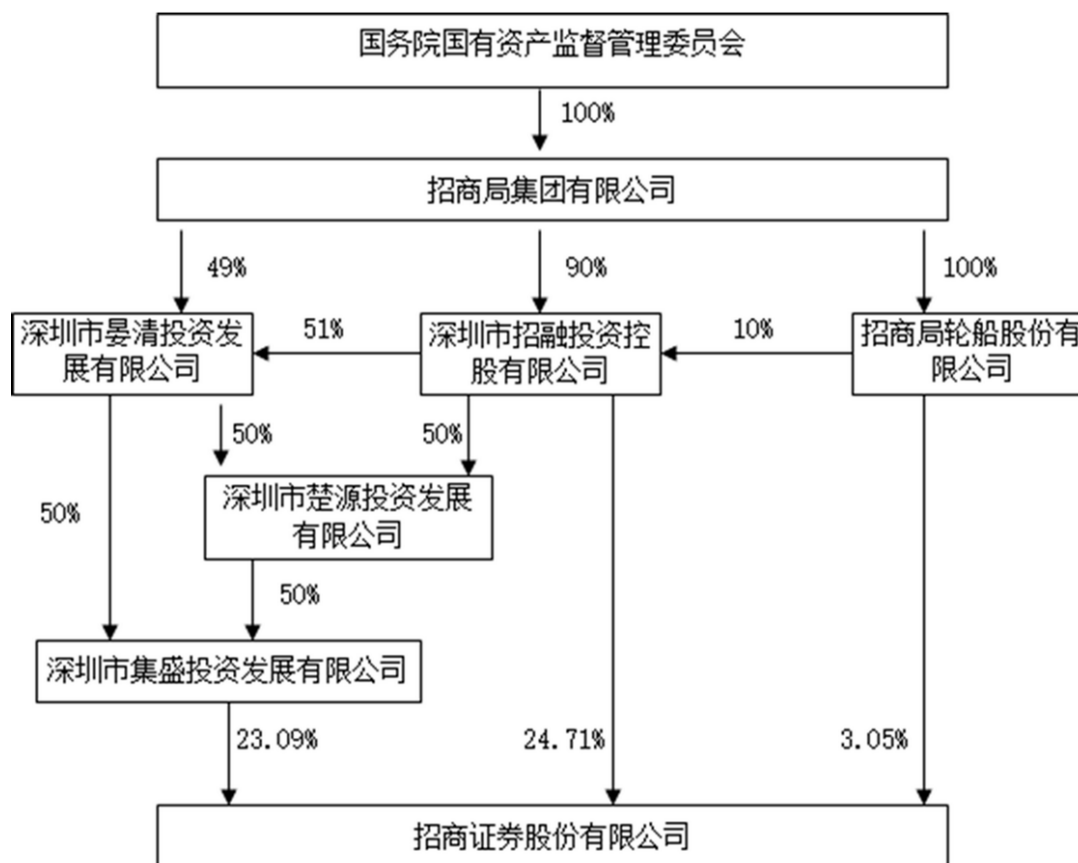 国务院国有资产监督管理委员会
100%
招商局集团有限公司
49%
90%
100%
深圳市晏清投资发
展有限公司
51%
深圳市招融投资控
股有限公司
10%
招商局轮船股份有
限公司
50%
50%
深圳市楚源投资发展
有限公司
50%
50%
深圳市集盛投资发展有限公司
23.09%
24.71%
3.05%
招商证券股份有限公司